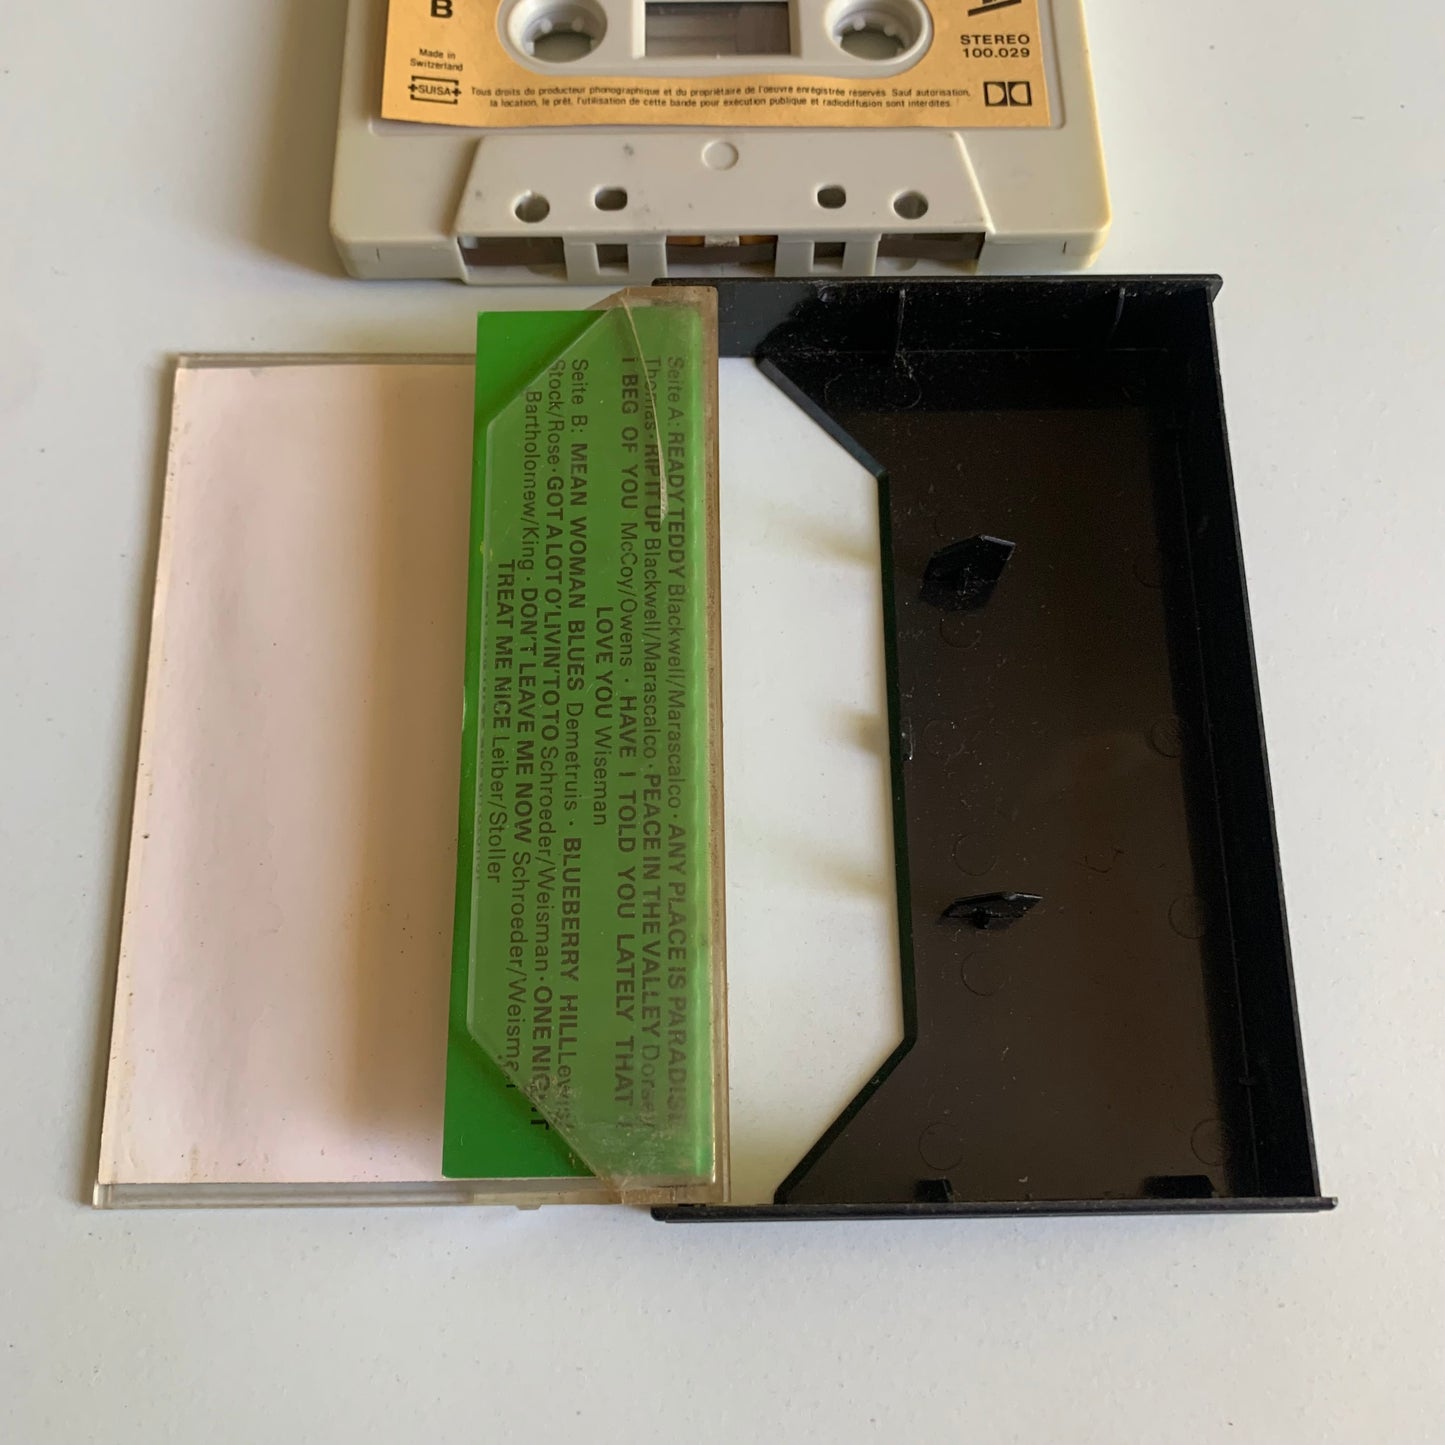 B
Made in
Switzerland
SUISA
STEREO
100.029
Tous droits du producteur phonographique et du propriétaire de l'oeuvre enregistrée réservés. Sauf autorisation,
la location, le prêt, l'utilisation de cette bande pour exécution publique et radiodiffusion sont interdites.
Seite A: READY TEDDY Blackwell/Marascalco · ANY PLACE IS PARADISE
Thomas · RIP IT UP Blackwell/Marascalco · PEACE IN THE VALLEY Dorsey/
I BEG OF YOU McCoy/Owens · HAVE I TOLD YOU LATELY THAT I
LOVE YOU Wiseman
Seite B: MEAN WOMAN BLUES Demetruis · BLUEBERRY HILL Lewis/
Stock/Rose · GOT A LOT O'LIVIN' TO TO Schroeder/Weisman · ONE NIGHT
Bartholomew/King · DON'T LEAVE ME NOW Schroeder/Weisman
TREAT ME NICE Leiber/Stoller